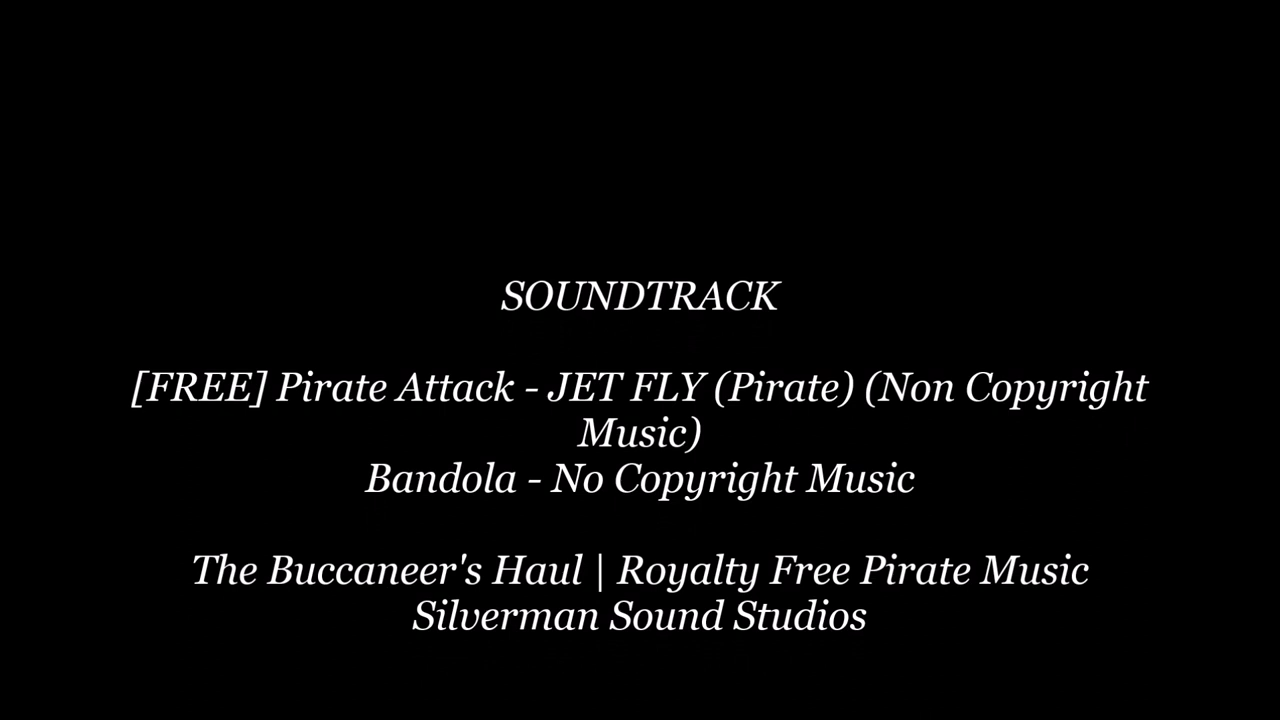 SOUNDTRACK
[FREE] Pirate Attack - JET FLY (Pirate) (Non Copyright
Music)
Bandola - No Copyright Music
The Buccaneer's Haul | Royalty Free Pirate Music
Silverman Sound Studios